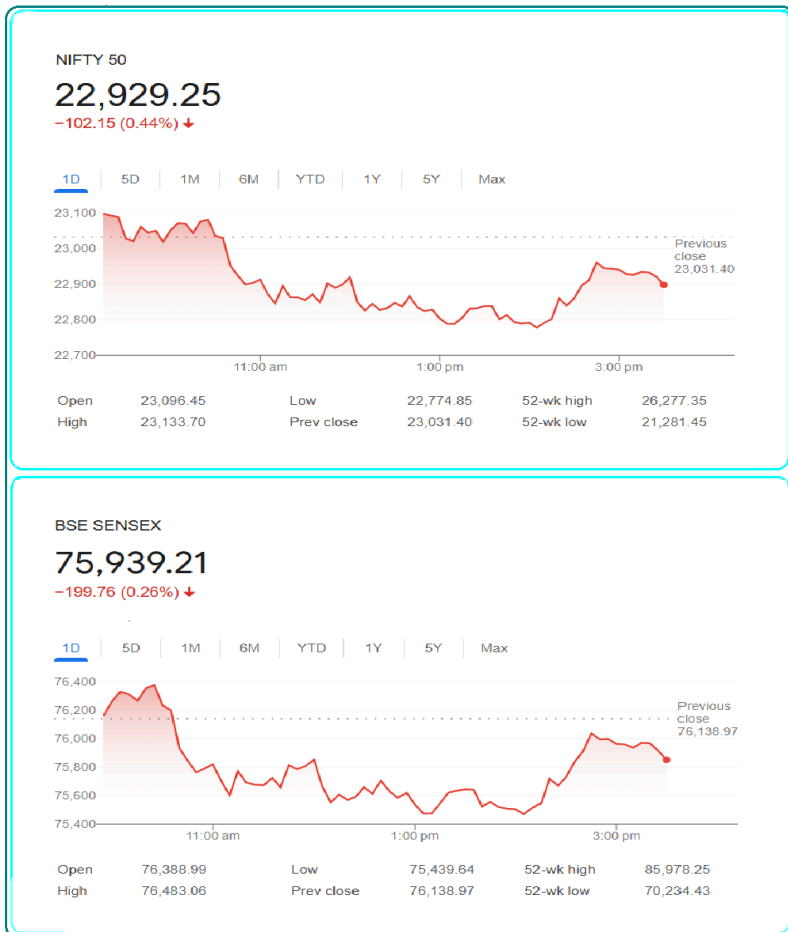 NIFTY 50
22,929.25
−102.15 (0.44%) ↓
1D 5D 1M 6M YTD 1Y 5Y Max
23,100
23,000
22,900
22,800
22,700
Previous
close
23,031.40
11:00 am 1:00 pm 3:00 pm
Open 23,096.45 Low 22,774.85 52-wk high 26,277.35
High 23,133.70 Prev close 23,031.40 52-wk low 21,281.45
BSE SENSEX
75,939.21
−199.76 (0.26%) ↓
1D 5D 1M 6M YTD 1Y 5Y Max
76,400
76,200
76,000
75,800
75,600
75,400
Previous
close
76,138.97
11:00 am 1:00 pm 3:00 pm
Open 76,388.99 Low 75,439.64 52-wk high 85,978.25
High 76,483.06 Prev close 76,138.97 52-wk low 70,234.43